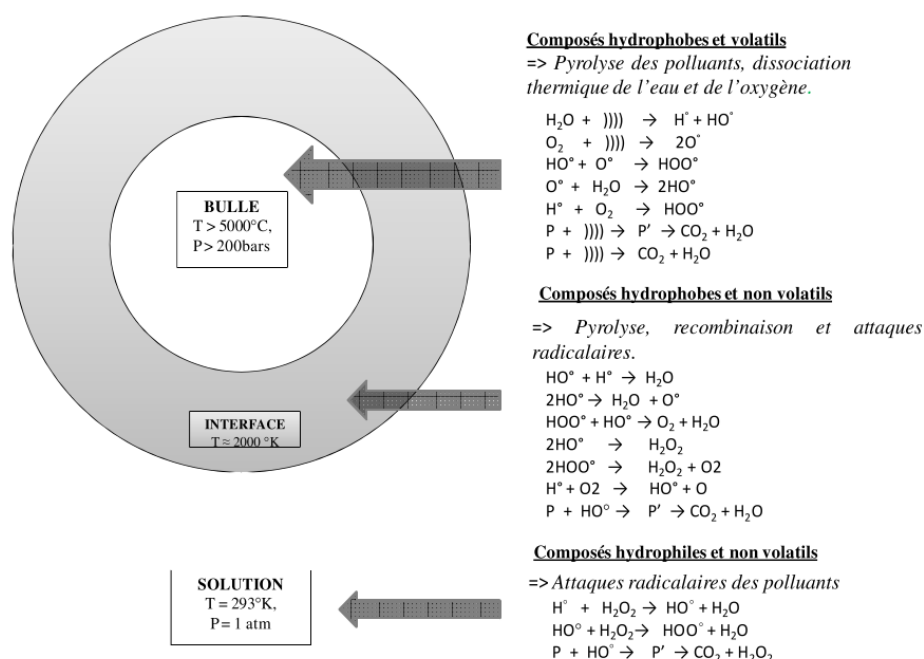 BULLE
T > 5000°C,
P > 200bars
INTERFACE
T ≈ 2000 °K
SOLUTION
T = 293°K,
P = 1 atm
Composés hydrophobes et volatils
=> Pyrolyse des polluants, dissociation
thermique de l'eau et de l'oxygène.
H₂O + )))) → H° + HO°
O₂ + )))) → 2O°
HO° + O° → HOO°
O° + H₂O → 2HO°
H° + O₂ → HOO°
P + )))) → P' → CO₂ + H₂O
P + )))) → CO₂ + H₂O
Composés hydrophobes et non volatils
=> Pyrolyse, recombinaison et attaques
radicalaires.
HO° + H° → H₂O
2HO° → H₂O + O°
HOO° + HO° → O₂ + H₂O
2HO° → H₂O₂
2HOO° → H₂O₂ + O2
H° + O2 → HO° + O
P + HO° → P' → CO₂ + H₂O
Composés hydrophiles et non volatils
=> Attaques radicalaires des polluants
H° + H₂O₂ → HO° + H₂O
HO° + H₂O₂ → HOO° + H₂O
P + HO° → P' → CO₂ + H₂O₂